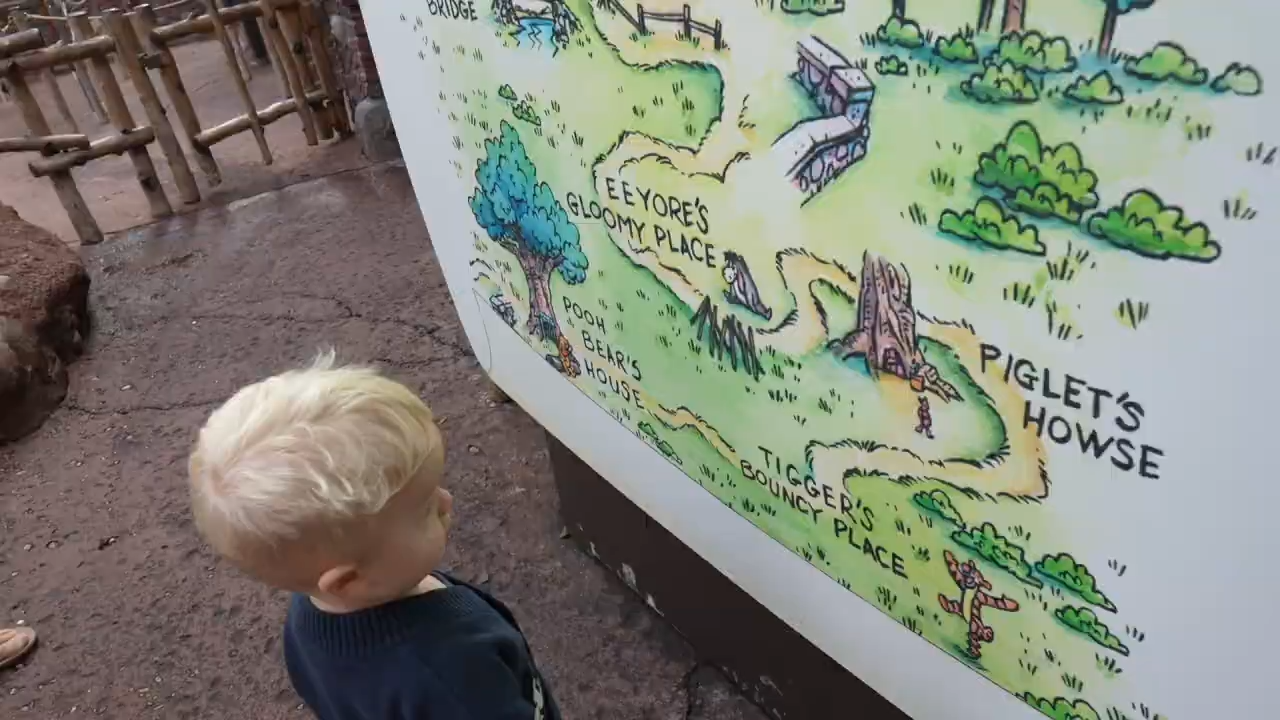 BRIDGE
EEYORE'S
GLOOMY PLACE
POOH
BEAR'S
HOUSE
PIGLET'S
HOWSE
TIGGER'S
BOUNCY PLACE